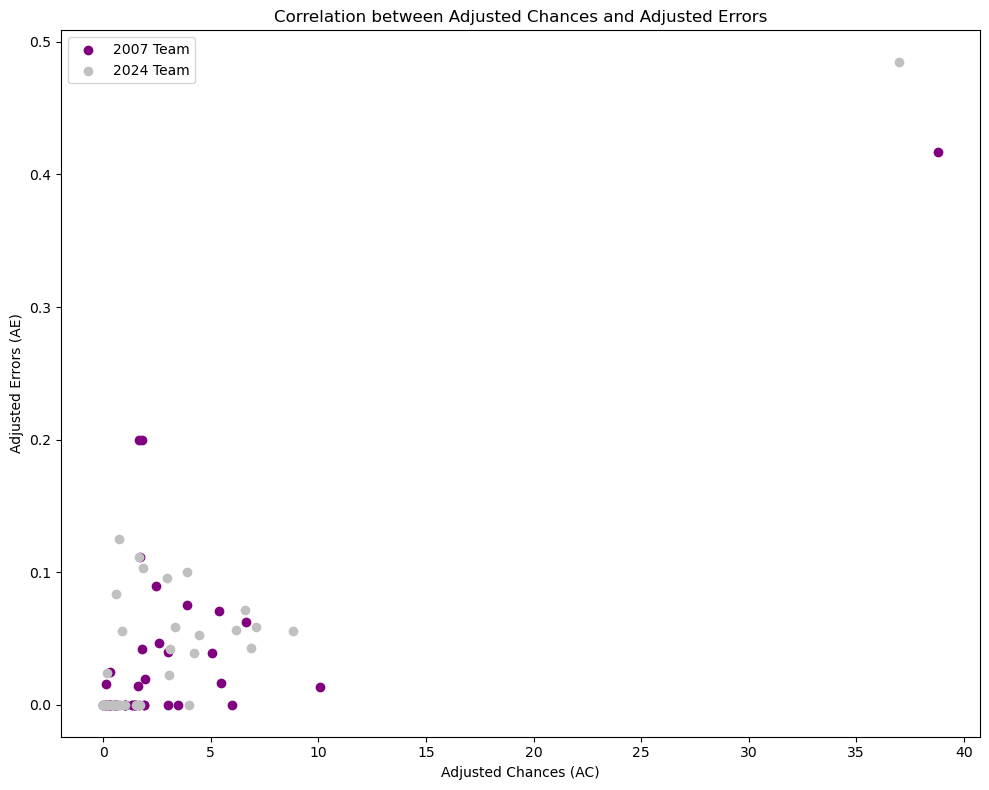 Correlation between Adjusted Chances and Adjusted Errors
2007 Team
2024 Team
Adjusted Errors (AE)
0.5
0.4
0.3
0.2
0.1
0.0
0 5 10 15 20 25 30 35 40
Adjusted Chances (AC)